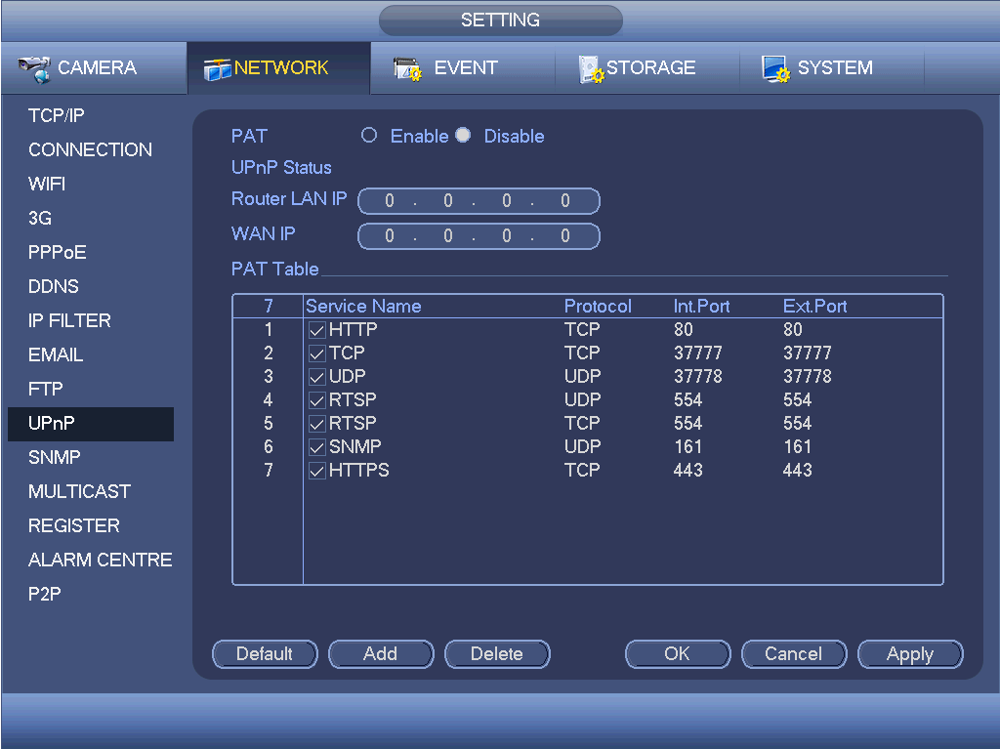 SETTING
CAMERA NETWORK EVENT STORAGE SYSTEM
TCP/IP
CONNECTION
WIFI
3G
PPPoE
DDNS
IP FILTER
EMAIL
FTP
UPnP
SNMP
MULTICAST
REGISTER
ALARM CENTRE
P2P
PAT Enable Disable
UPnP Status
Router LAN IP 0 . 0 . 0 . 0
WAN IP 0 . 0 . 0 . 0
PAT Table
7 Service Name Protocol Int.Port Ext.Port
1 HTTP TCP 80 80
2 TCP TCP 37777 37777
3 UDP UDP 37778 37778
4 RTSP UDP 554 554
5 RTSP TCP 554 554
6 SNMP UDP 161 161
7 HTTPS TCP 443 443
Default Add Delete OK Cancel Apply